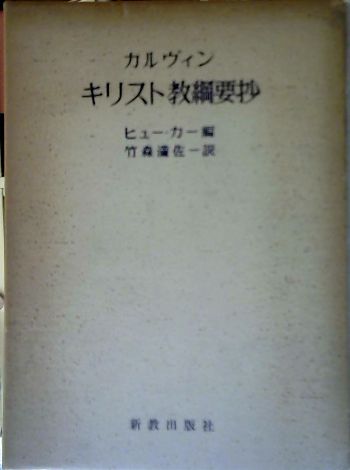 カルヴィン
キリスト教綱要抄
ヒュー・カー編
竹森満佐一訳
新教出版社